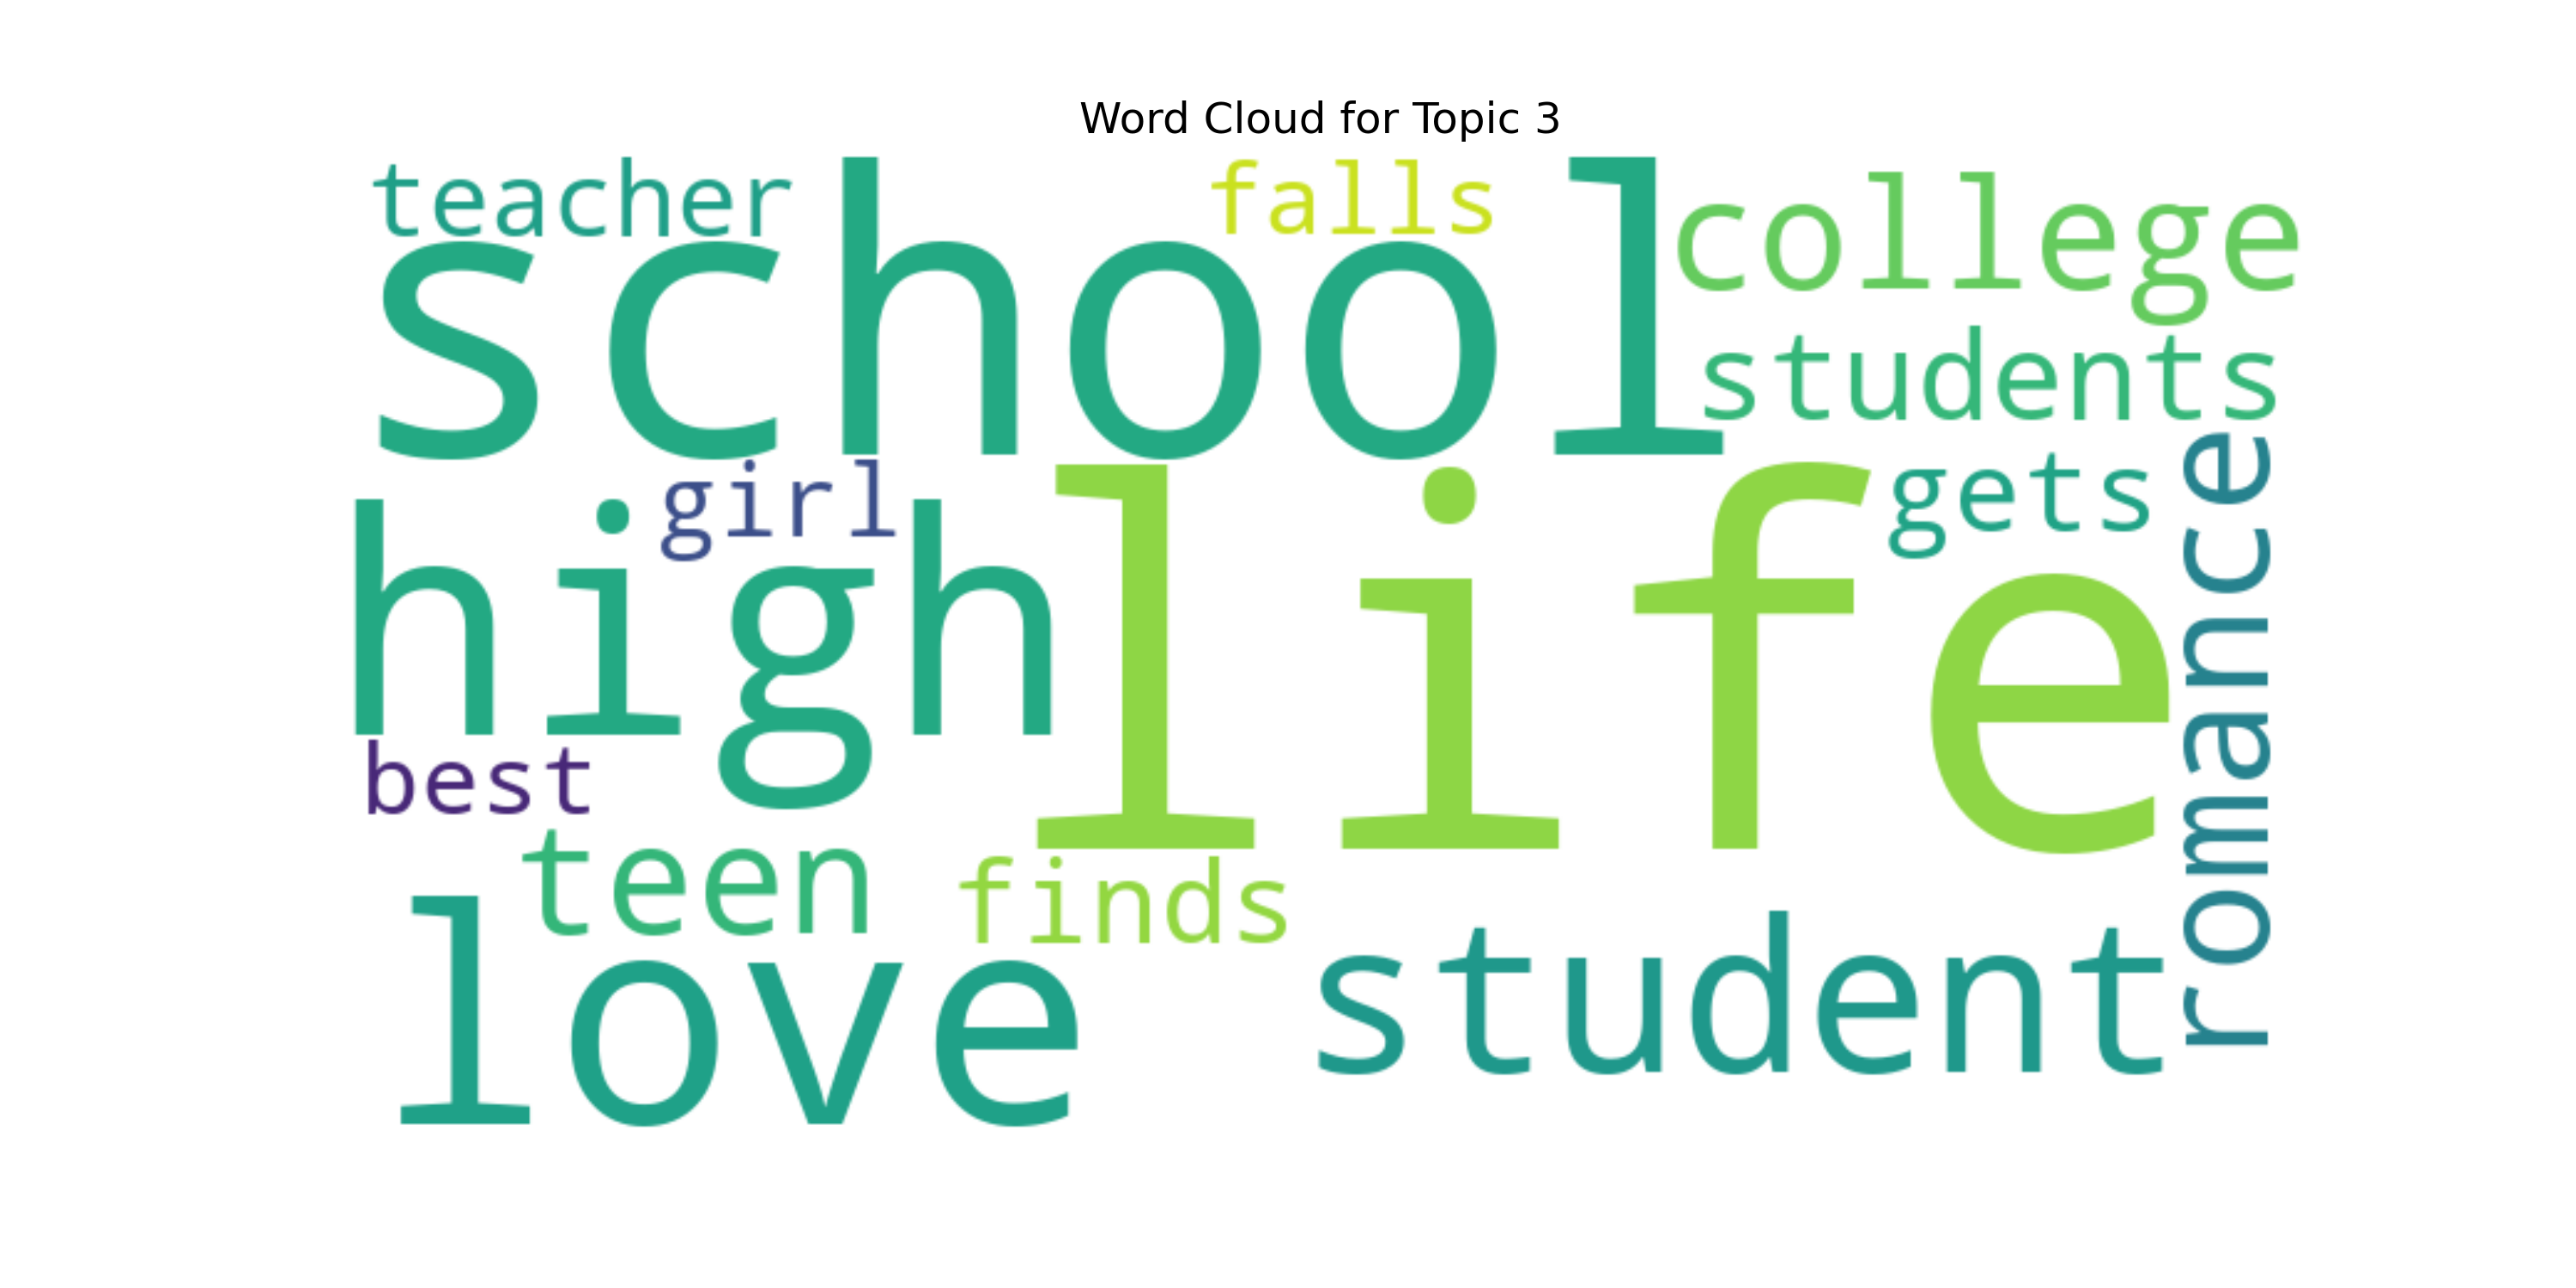 Word Cloud for Topic 3
teacher
falls
school
college
students
girl
gets
high
life
romance
best
teen
finds
love
student